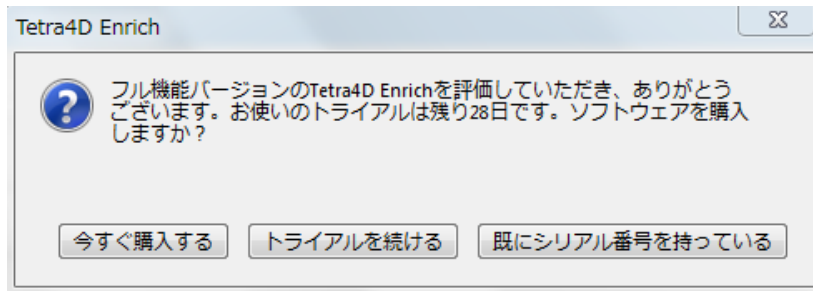 Tetra4D Enrich
フル機能バージョンのTetra4D Enrichを評価していただき、ありがとう
ございます。お使いのトライアルは残り28日です。ソフトウェアを購入
しますか？
今すぐ購入する トライアルを続ける 既にシリアル番号を持っている